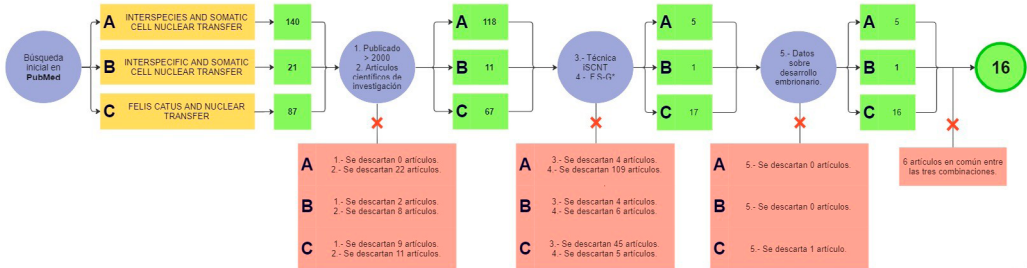 Búsqueda
inicial en
PubMed
A
INTERSPECIES AND SOMATIC
CELL NUCLEAR TRANSFER
140
B
INTERSPECIFIC AND SOMATIC
CELL NUCLEAR TRANSFER
21
C
FELIS CATUS AND NUCLEAR
TRANSFER
87
1. Publicado
> 2000
2. Artículos
científicos de
investigación
A
118
B
11
C
67
3.- Técnica
iSCNT
4.- F.S-G*
A
5
B
1
C
17
5.- Datos
sobre
desarrollo
embrionario.
A
5
B
1
C
16
16
A
1.- Se descartan 0 artículos.
2.- Se descartan 22 artículos.
B
1.- Se descartan 2 artículos.
2.- Se descartan 8 artículos.
C
1.- Se descartan 9 artículos.
2.- Se descartan 11 artículos.
A
3.- Se descartan 4 artículos.
4.- Se descartan 109 artículos.
B
3.- Se descartan 4 artículos.
4.- Se descartan 6 artículos.
C
3.- Se descartan 45 artículos.
4.- Se descartan 5 artículos.
A
5.- Se descartan 0 artículos.
B
5.- Se descartan 0 artículos.
C
5.- Se descarta 1 artículo.
6 artículos en común entre
las tres combinaciones.